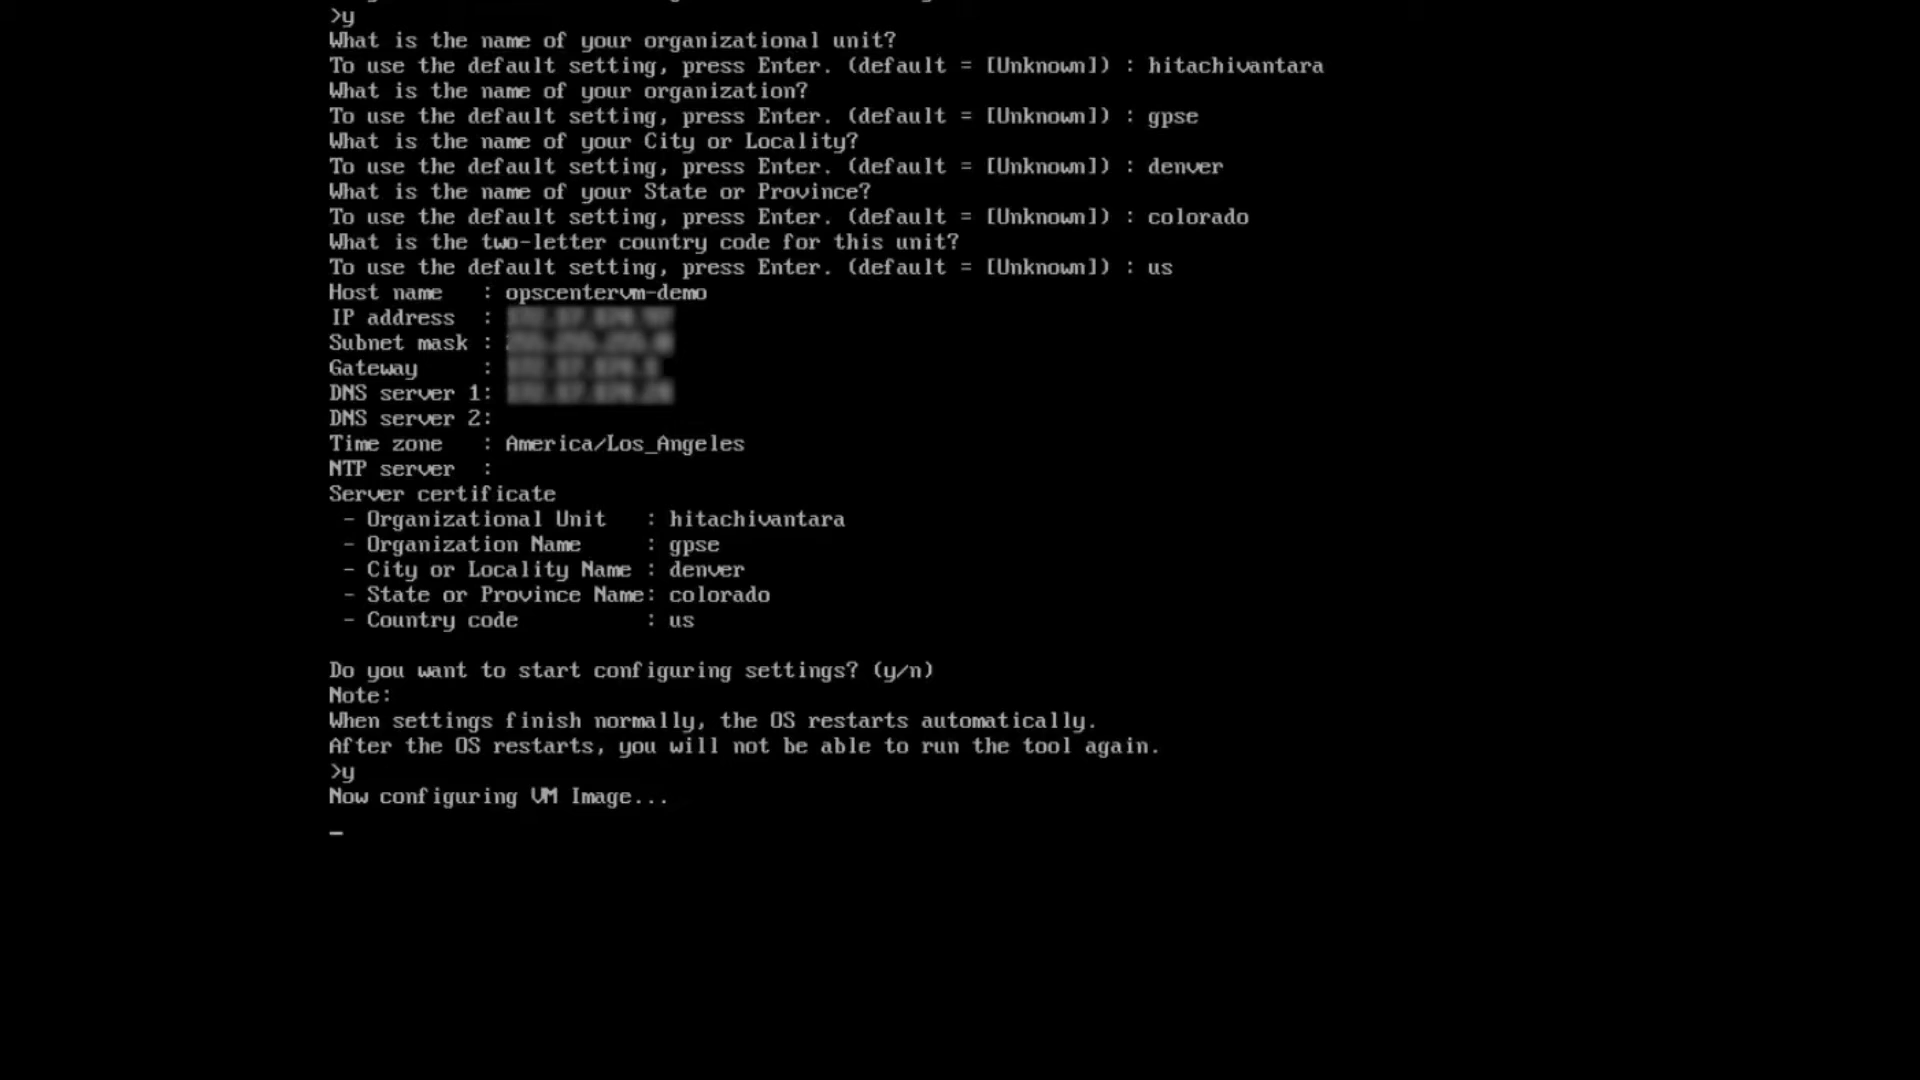 >y
What is the name of your organizational unit?
To use the default setting, press Enter. (default = [Unknown]) : hitachivantara
What is the name of your organization?
To use the default setting, press Enter. (default = [Unknown]) : gpse
What is the name of your City or Locality?
To use the default setting, press Enter. (default = [Unknown]) : denver
What is the name of your State or Province?
To use the default setting, press Enter. (default = [Unknown]) : colorado
What is the two-letter country code for this unit?
To use the default setting, press Enter. (default = [Unknown]) : us
Host name : opscentervm-demo
IP address :
Subnet mask :
Gateway :
DNS server 1:
DNS server 2:
Time zone : America/Los_Angeles
NTP server :
Server certificate
- Organizational Unit : hitachivantara
- Organization Name : gpse
- City or Locality Name : denver
- State or Province Name: colorado
- Country code : us
Do you want to start configuring settings? (y/n)
Note:
When settings finish normally, the OS restarts automatically.
After the OS restarts, you will not be able to run the tool again.
>y
Now configuring VM Image...
_